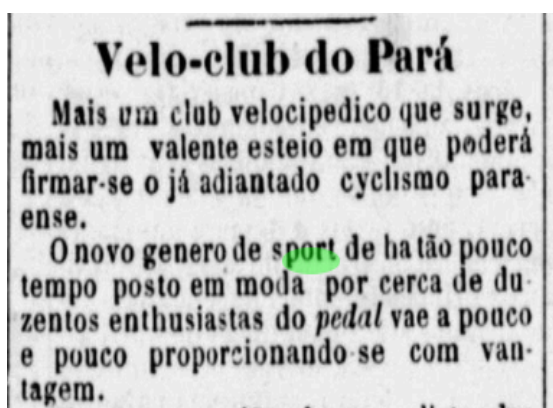 Velo-club do Pará
Mais um club velocipedico que surge,
mais um valente esteio em que poderá
firmar-se o já adiantado cyclismo para-
ense.
O novo genero de sport de ha tão pouco
tempo posto em moda por cerca de du-
zentos enthusiastas do pedal vae a pouco
e pouco proporcionando-se com van-
tagem.